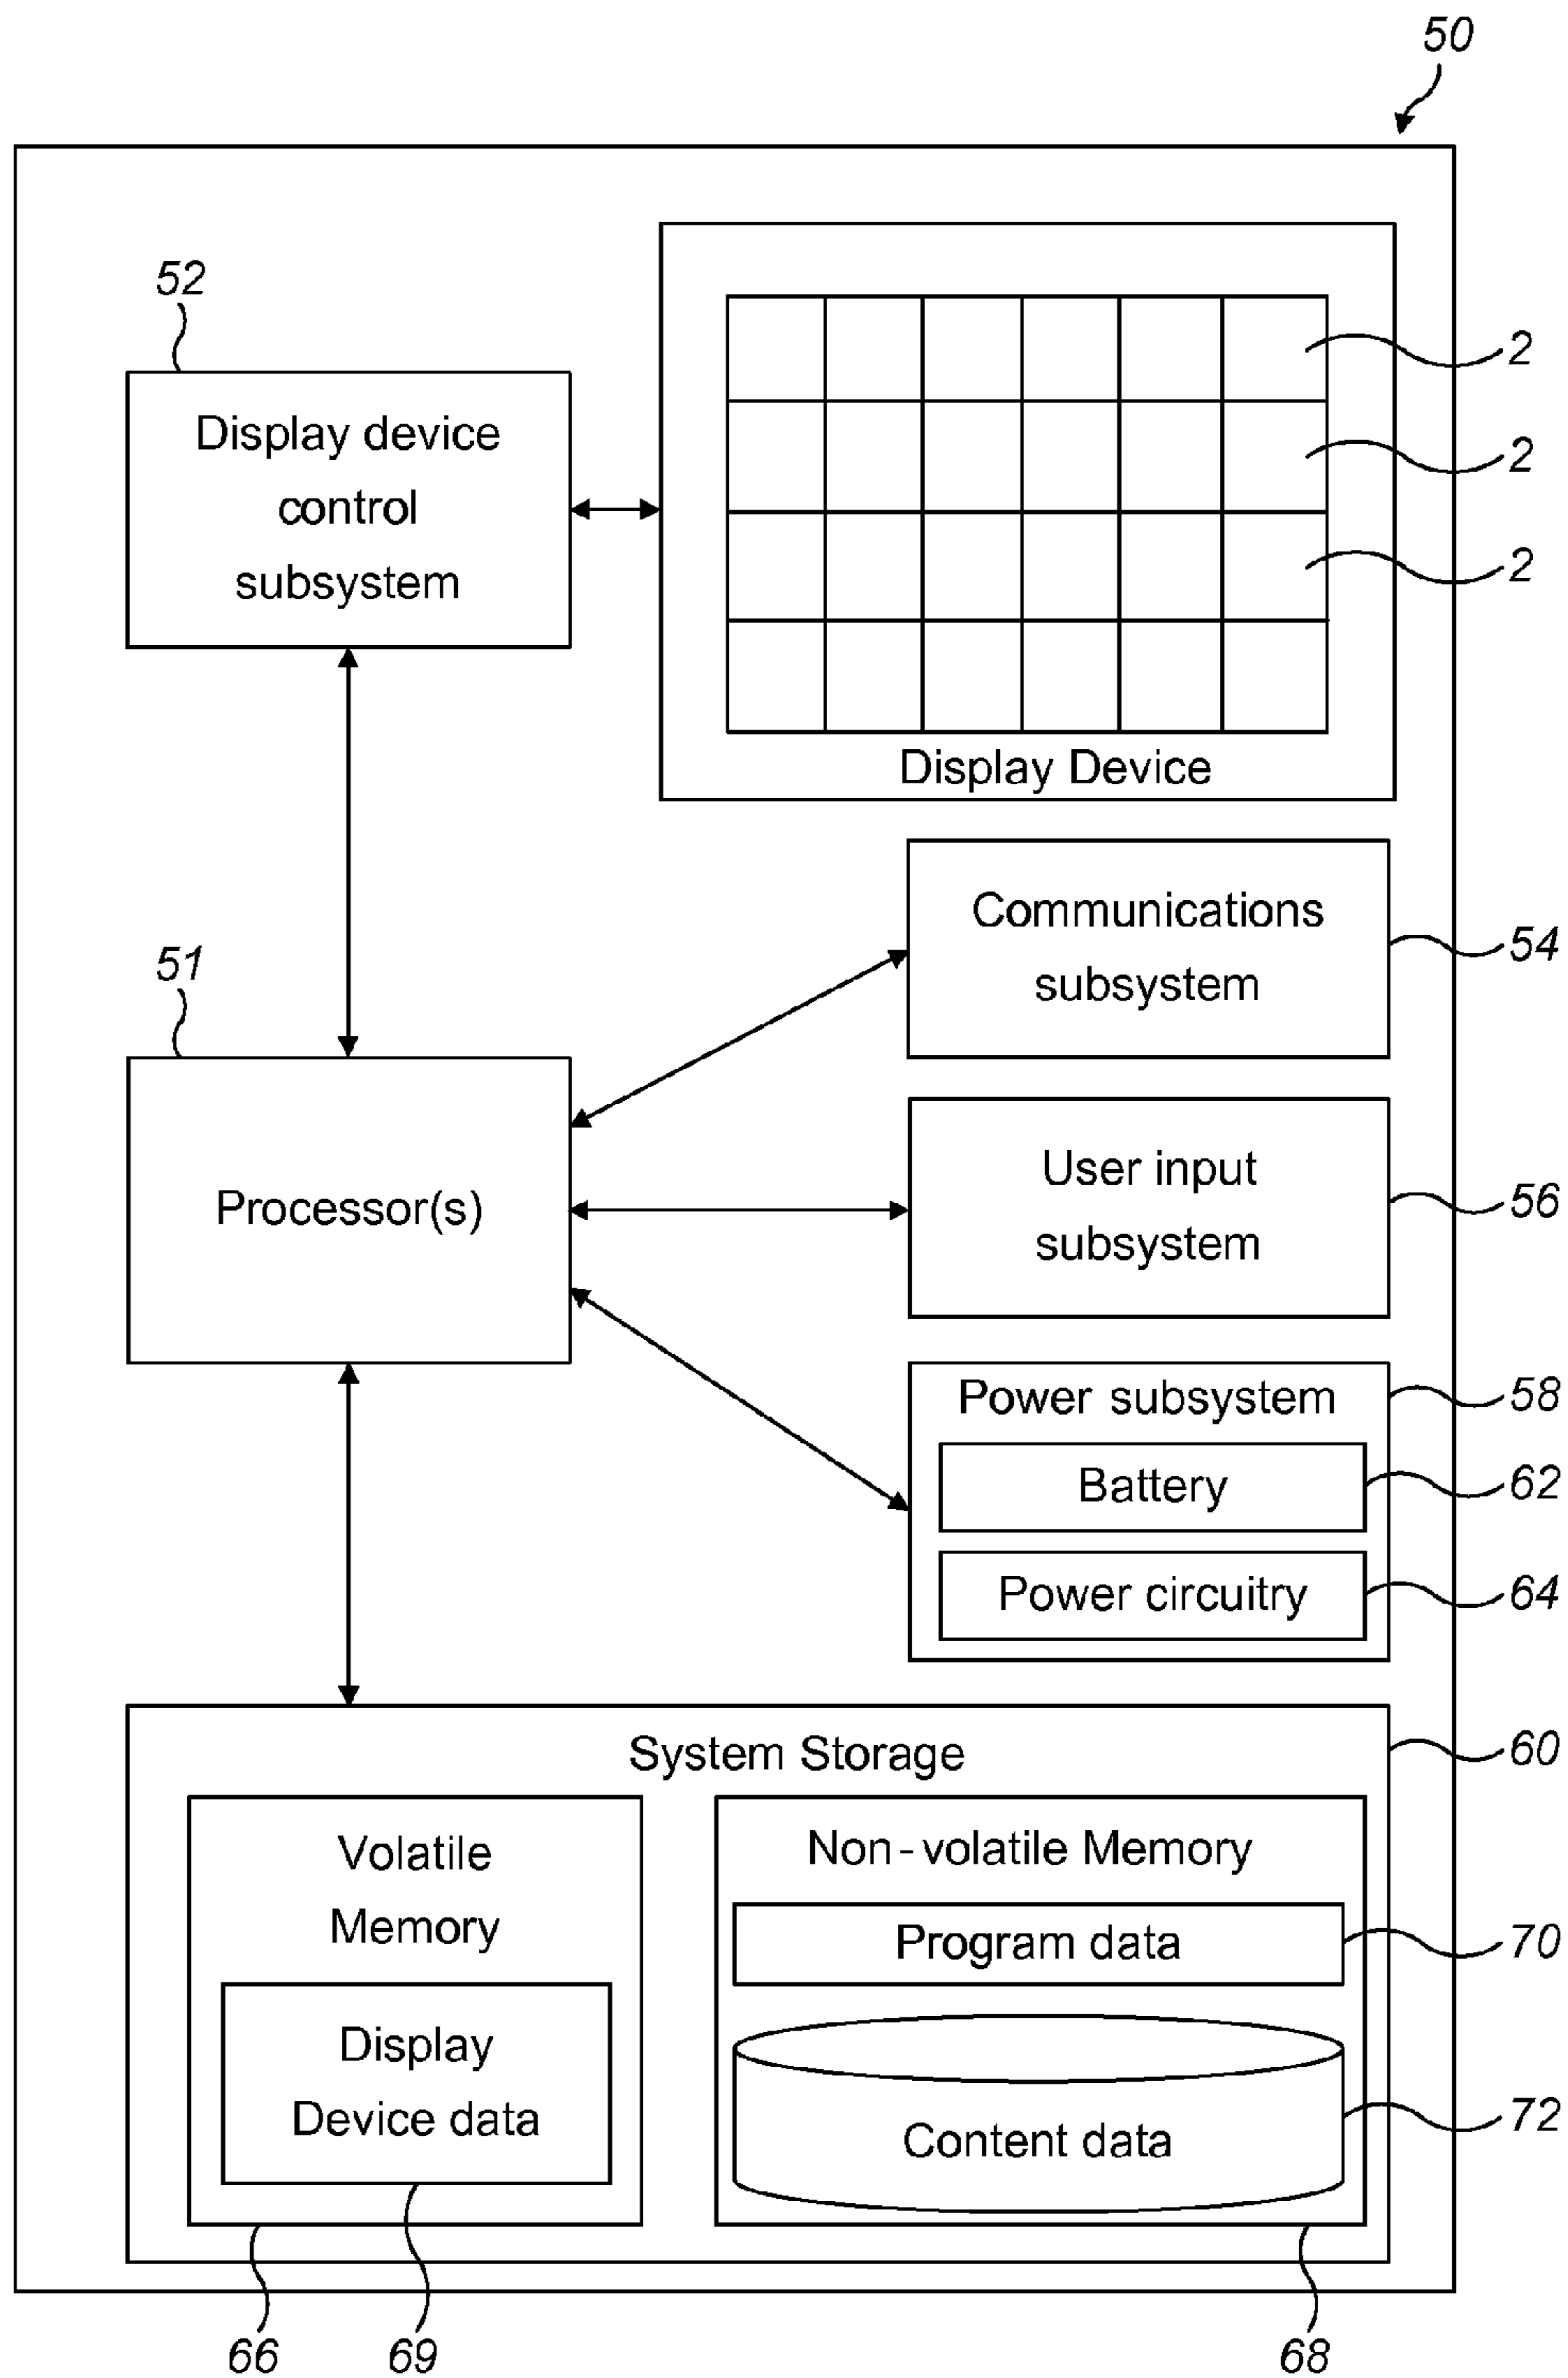 50
52
Display device
control
subsystem
2
2
2
Display Device
Communications
subsystem
54
51
Processor(s)
User input
subsystem
56
Power subsystem
58
Battery
62
Power circuitry
64
System Storage
60
Volatile
Memory
Non-volatile Memory
Program data
70
Display
Device data
Content data
72
66
69
68